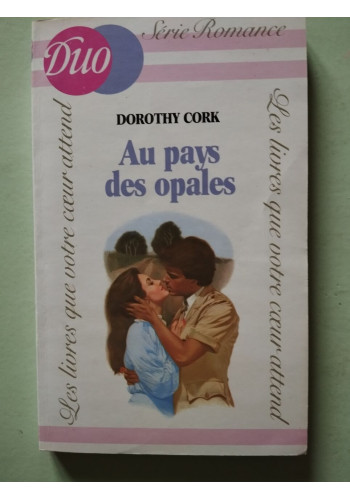 Duo
Série Romance
DOROTHY CORK
Au pays
des opales
Les livres que votre cœur attend
Les livres que votre cœur attend